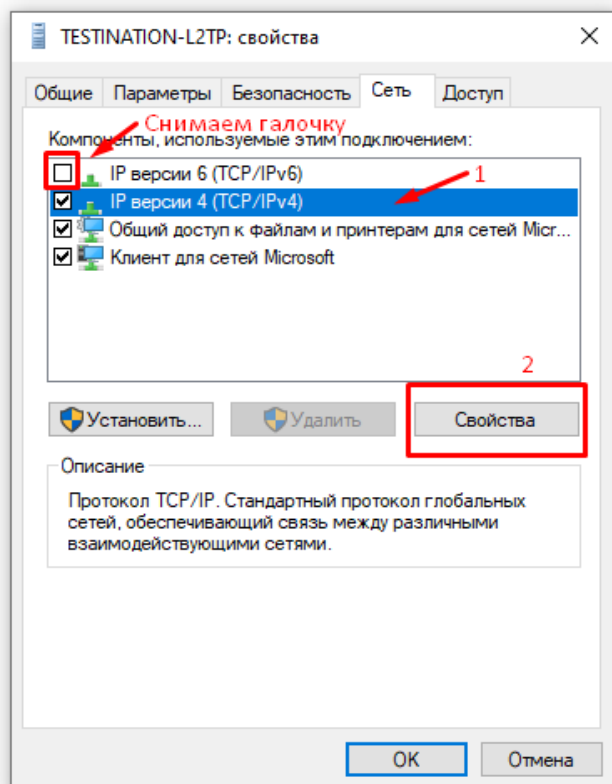 TESTINATION-L2TP: свойства
Общие Параметры Безопасность Сеть Доступ
Снимаем галочку
Компоненты, используемые этим подключением:
IP версии 6 (TCP/IPv6)
1
IP версии 4 (TCP/IPv4)
Общий доступ к файлам и принтерам для сетей Micr...
Клиент для сетей Microsoft
2
Установить... Удалить Свойства
Описание
Протокол TCP/IP. Стандартный протокол глобальных
сетей, обеспечивающий связь между различными
взаимодействующими сетями.
OK Отмена